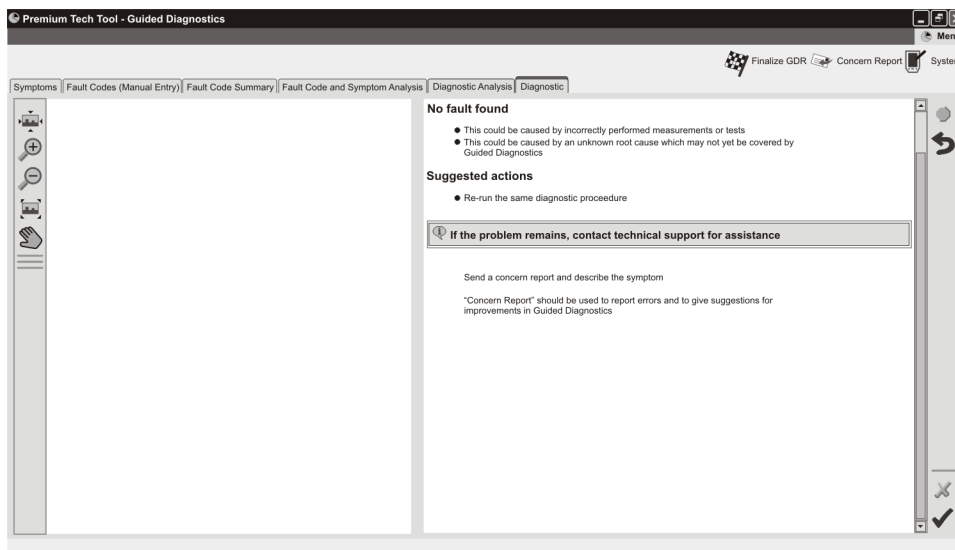 Premium Tech Tool - Guided Diagnostics
Men
Finalize GDR Concern Report Syste
Symptoms Fault Codes (Manual Entry) Fault Code Summary Fault Code and Symptom Analysis Diagnostic Analysis Diagnostic
No fault found
● This could be caused by incorrectly performed measurements or tests
● This could be caused by an unknown root cause which may not yet be covered by
Guided Diagnostics
Suggested actions
● Re-run the same diagnostic proceedure
If the problem remains, contact technical support for assistance
Send a concern report and describe the symptom
“Concern Report” should be used to report errors and to give suggestions for
improvements in Guided Diagnostics